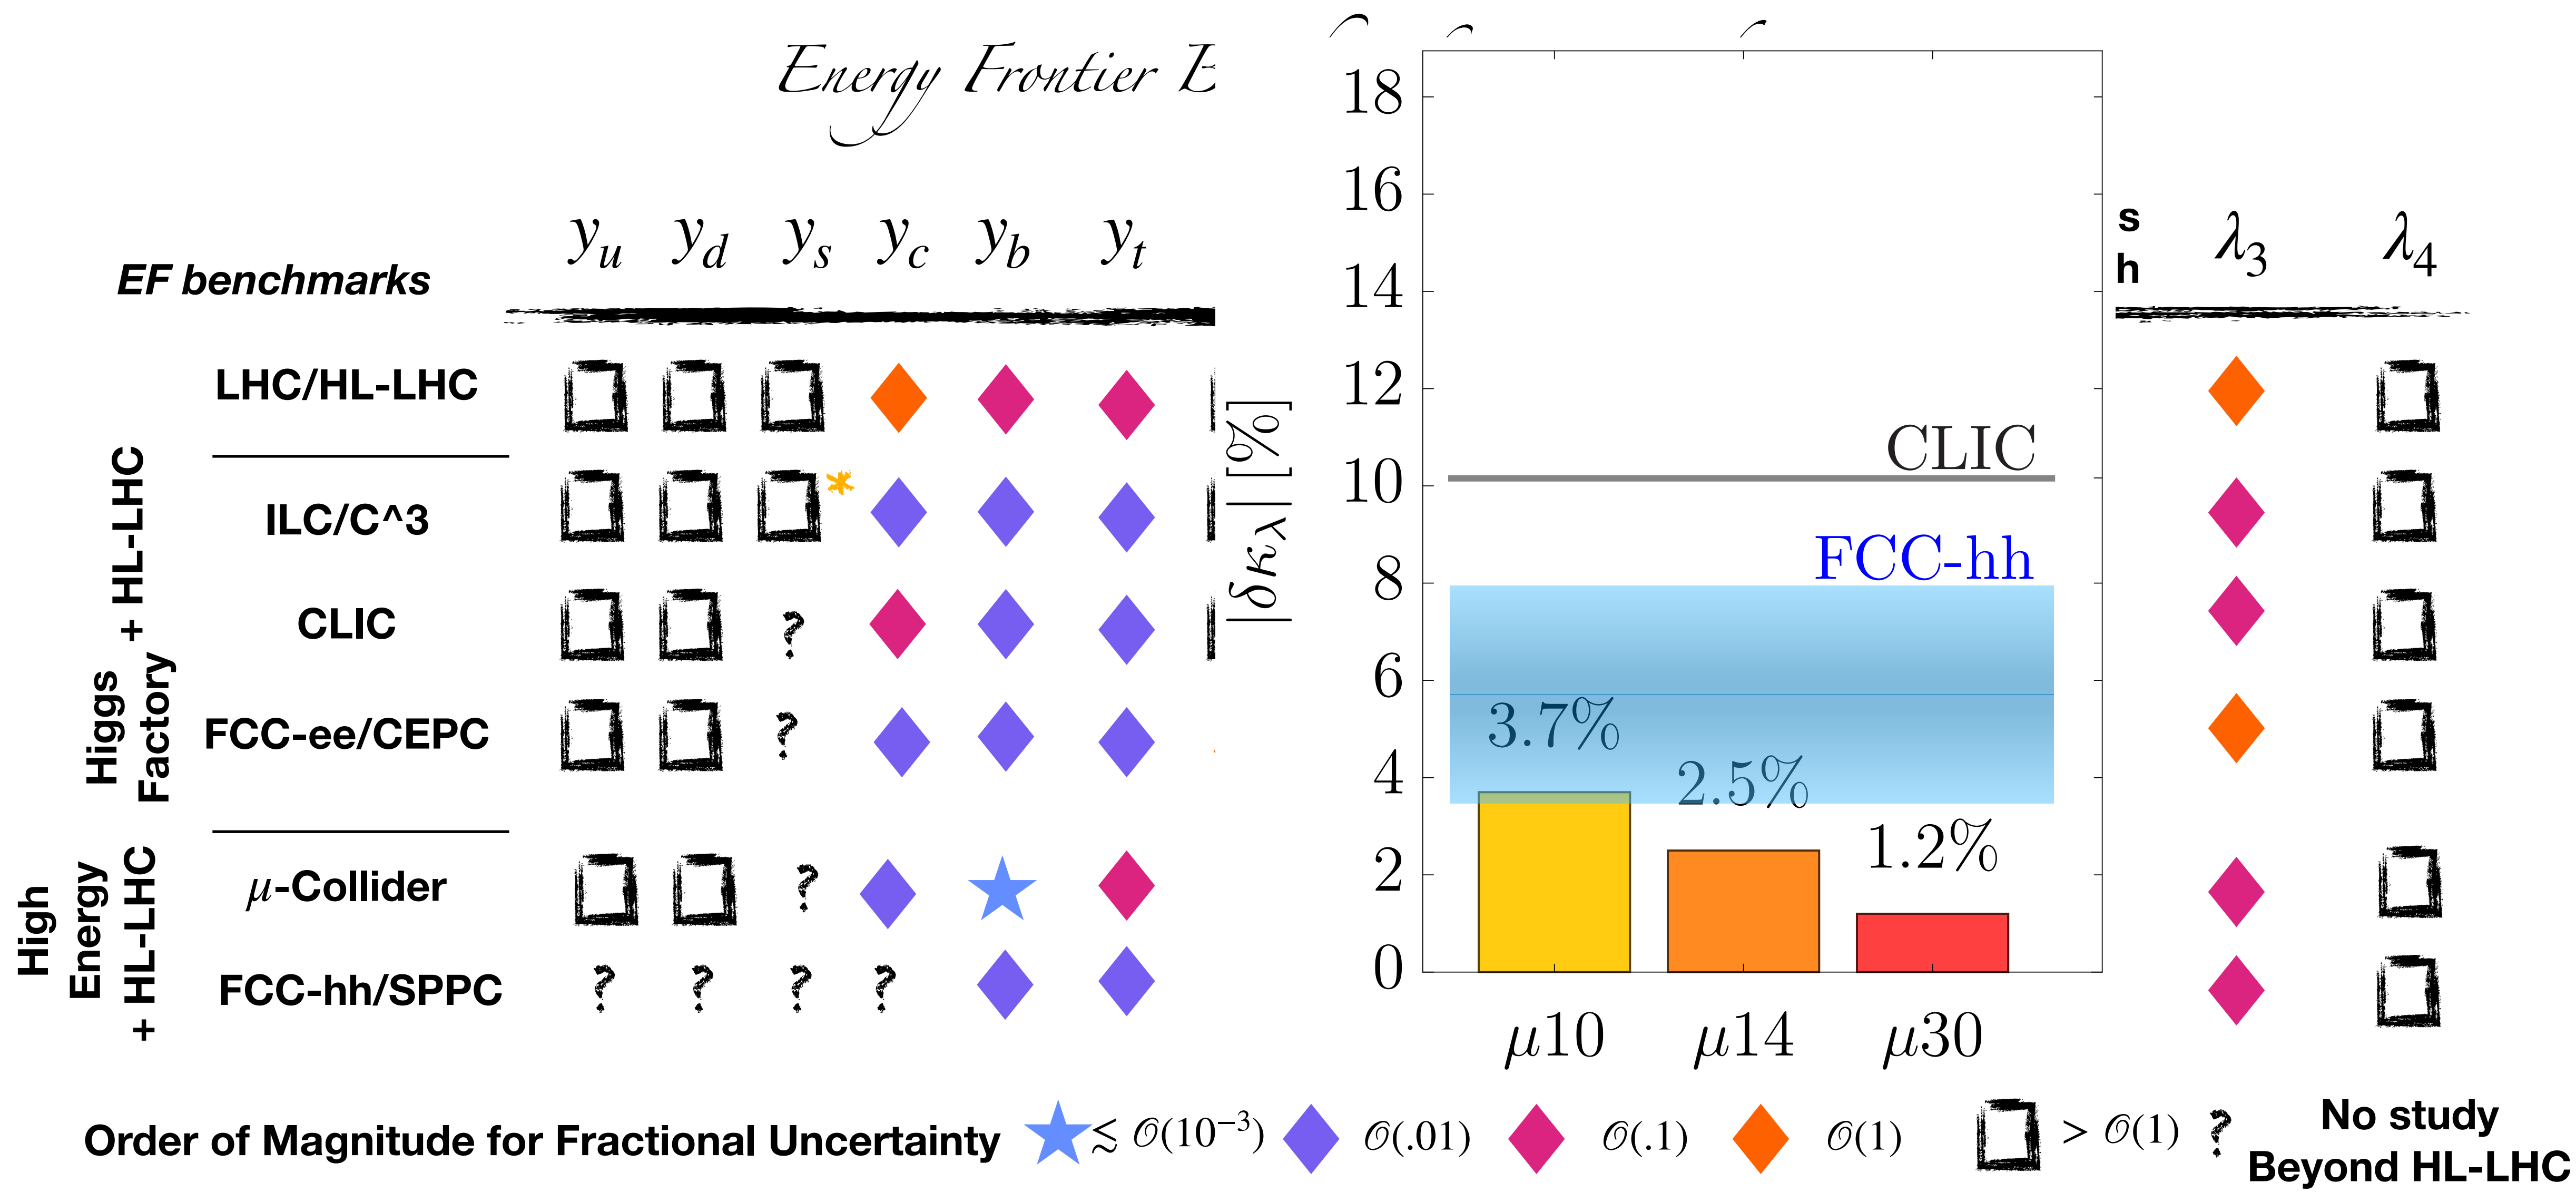 Energy Frontier
y_u y_d y_s y_c y_b y_t
s
h
λ_3 λ_4
EF benchmarks
LHC/HL-LHC
Higgs
Factory
+ HL-LHC
ILC/C^3
*
CLIC
?
FCC-ee/CEPC
?
High
Energy
+ HL-LHC
μ-Collider
?
FCC-hh/SPPC
? ? ? ?
|δκ_λ| [%]
18
16
14
12
10
8
6
4
2
0
CLIC
FCC-hh
3.7%
2.5%
1.2%
μ10 μ14 μ30
Order of Magnitude for Fractional Uncertainty ≲ 𝒪(10⁻³) 𝒪(.01) 𝒪(.1) 𝒪(1) > 𝒪(1) ? No study
Beyond HL-LHC